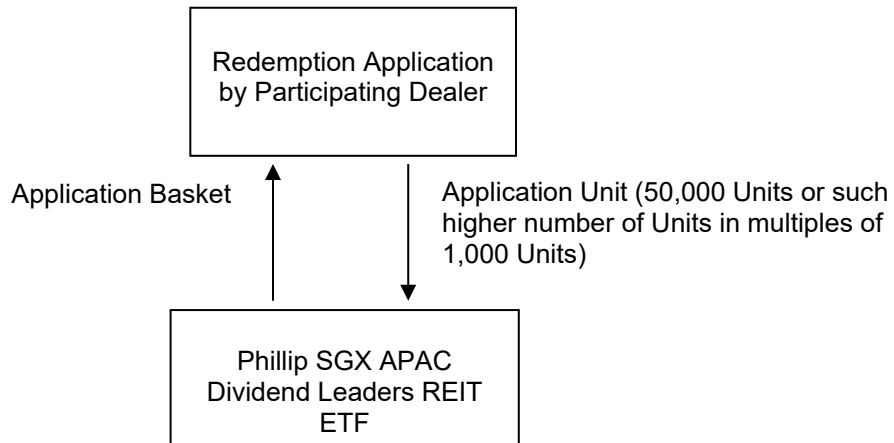 Redemption Application
by Participating Dealer
Application Basket
Application Unit (50,000 Units or such
higher number of Units in multiples of
1,000 Units)
Phillip SGX APAC
Dividend Leaders REIT
ETF